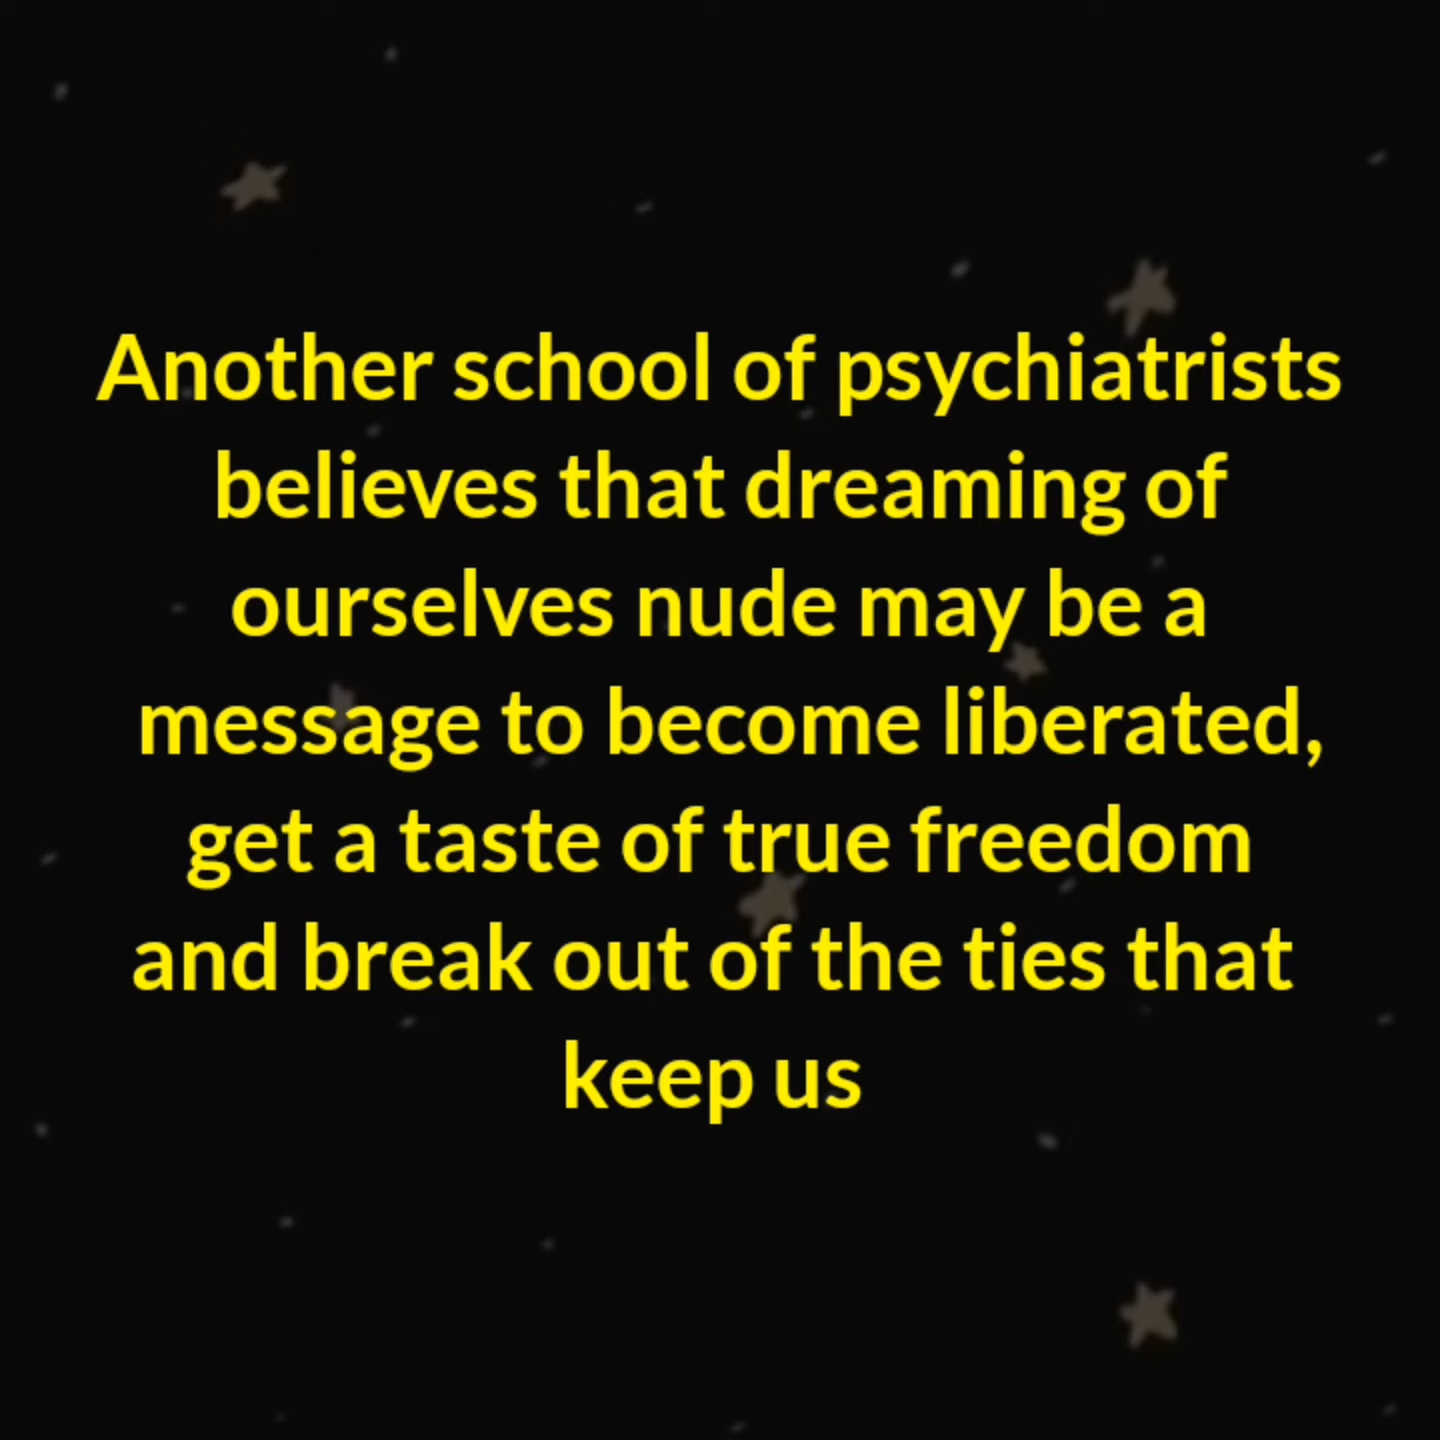 Another school of psychiatrists
believes that dreaming of
ourselves nude may be a
message to become liberated,
get a taste of true freedom
and break out of the ties that
keep us